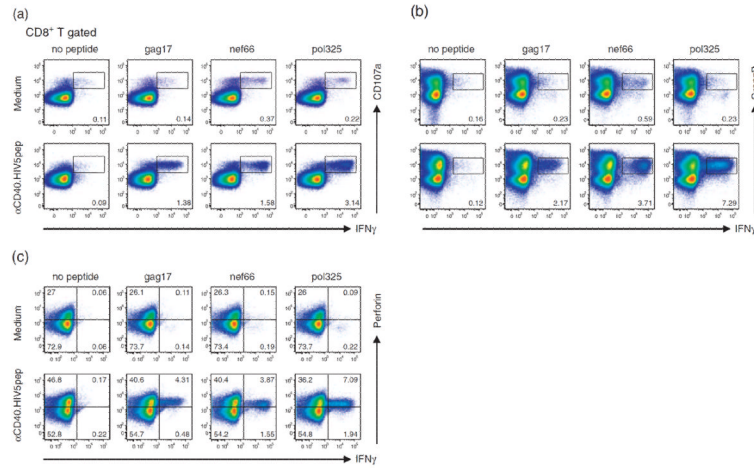 (a)
CD8⁺ T gated
no peptide gag17 nef66 pol325
Medium
0.11 0.14 0.37 0.22
αCD40.HIV5pep
0.09 1.38 1.58 3.14
CD107a
IFNγ
(b)
no peptide gag17 nef66 pol325
0.16 0.23 0.59 0.23
0.12 2.17 3.71 7.29
IFNγ
(c)
no peptide gag17 nef66 pol325
Medium
27 0.06 26.1 0.11 26.3 0.15 26 0.09
72.9 0.06 73.7 0.14 73.4 0.19 73.7 0.22
αCD40.HIV5pep
46.8 0.17 40.6 4.31 40.4 3.87 36.2 7.09
52.8 0.22 54.7 0.48 54.2 1.55 54.8 1.94
Perforin
IFNγ